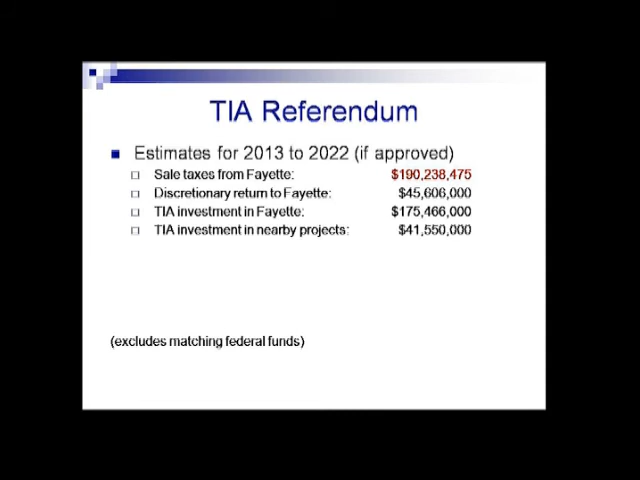 TIA Referendum
Estimates for 2013 to 2022 (if approved)
Sale taxes from Fayette: $190,238,475
Discretionary return to Fayette: $45,606,000
TIA investment in Fayette: $175,466,000
TIA investment in nearby projects: $41,550,000
(excludes matching federal funds)